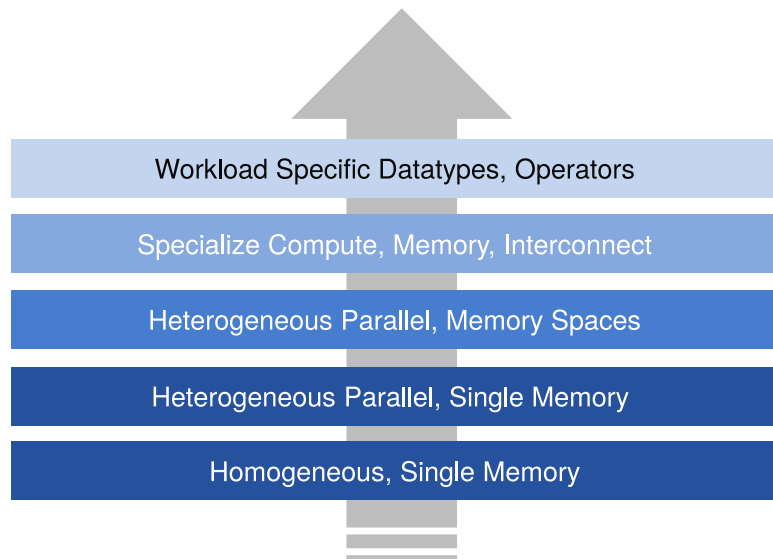 Workload Specific Datatypes, Operators
Specialize Compute, Memory, Interconnect
Heterogeneous Parallel, Memory Spaces
Heterogeneous Parallel, Single Memory
Homogeneous, Single Memory